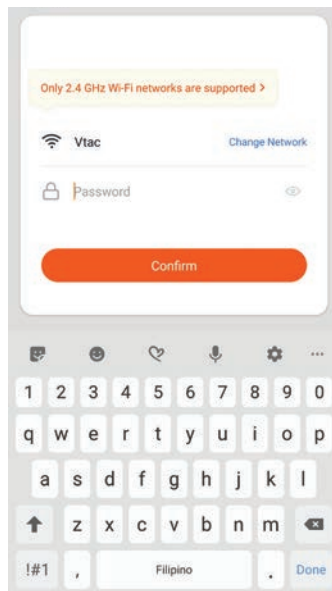 Only 2.4 GHz Wi-Fi networks are supported >
Vtac Change Network
Password
Confirm
1 2 3 4 5 6 7 8 9 0
q w e r t y u i o p
a s d f g h j k l
z x c v b n m
!#1 , Filipino . Done